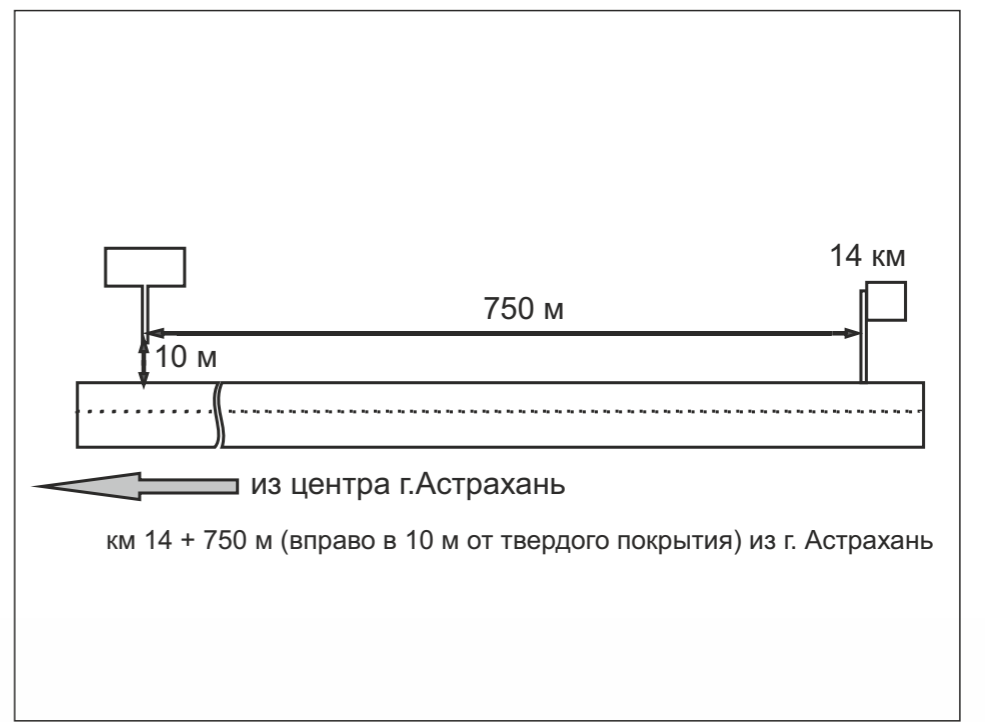 14 км
750 м
10 м
из центра г.Астрахань
км 14 + 750 м (вправо в 10 м от твердого покрытия) из г. Астрахань